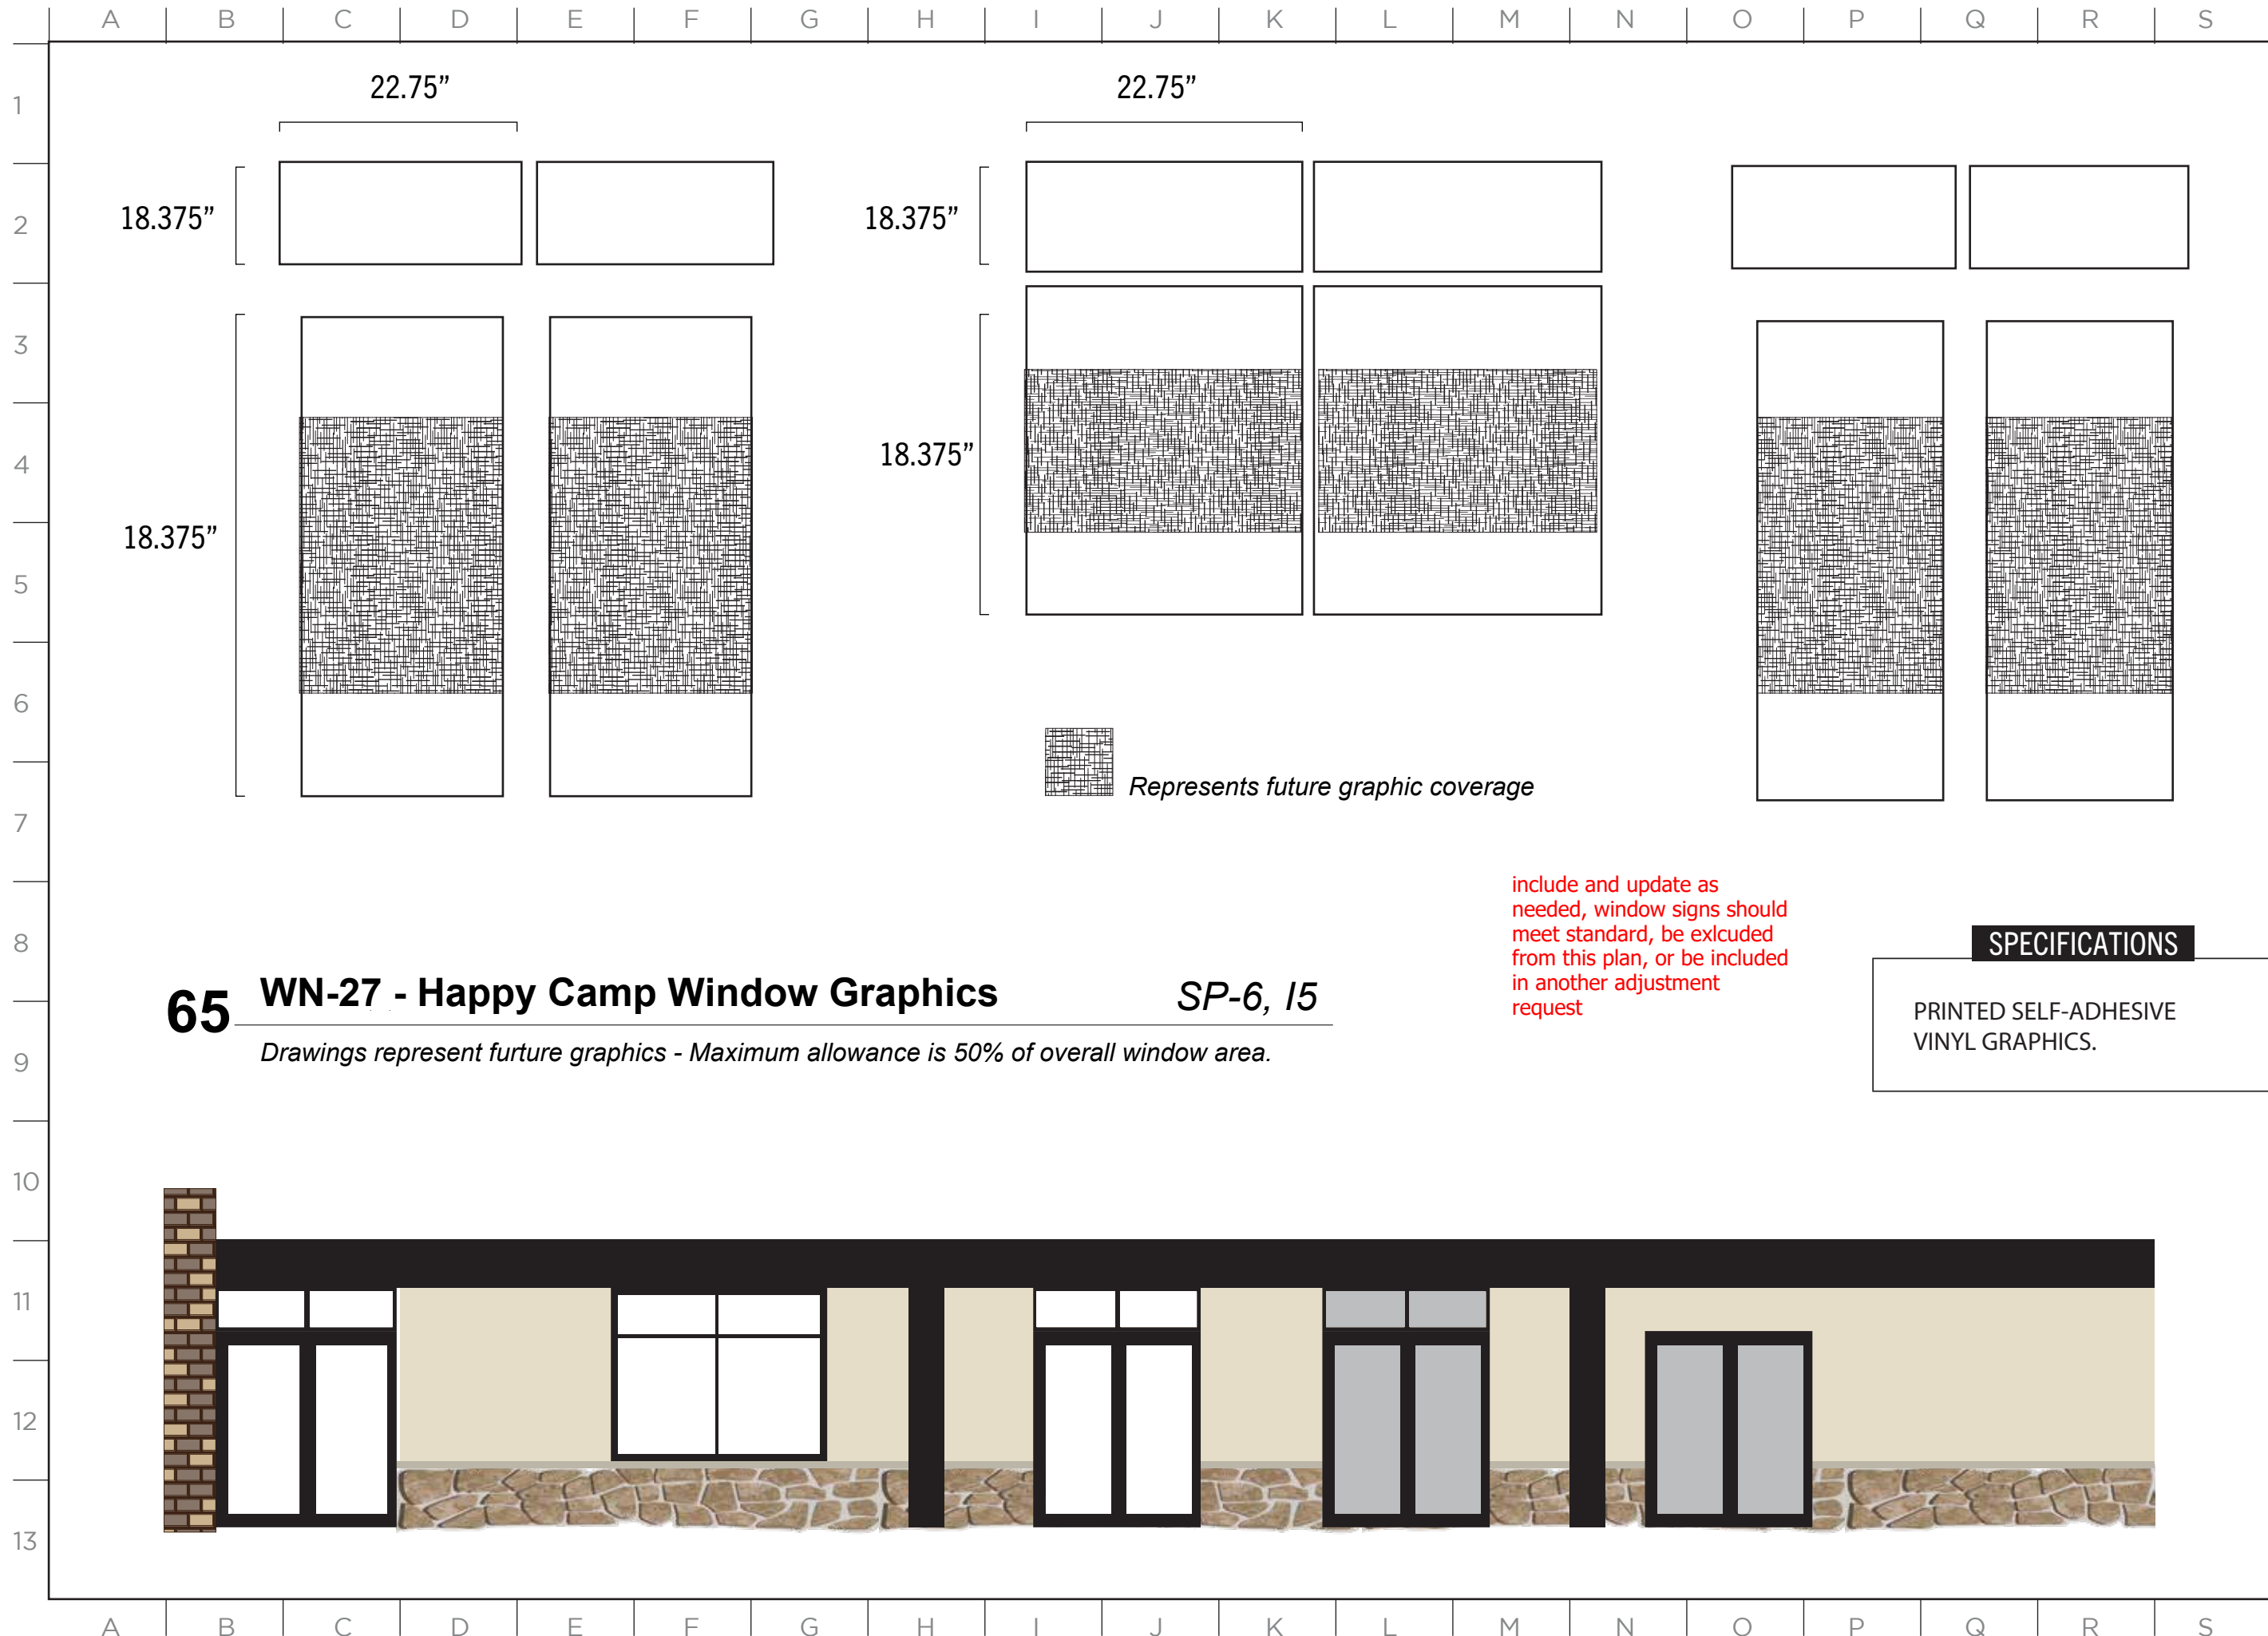 A B C D E F G H I J K L M N O P Q R S
1
2
3
4
5
6
7
8
9
10
11
12
13
22.75”
22.75”
18.375”
18.375”
18.375”
18.375”
Represents future graphic coverage
include and update as
needed, window signs should
meet standard, be exlcuded
from this plan, or be included
in another adjustment
request
SPECIFICATIONS
PRINTED SELF-ADHESIVE
VINYL GRAPHICS.
65 WN-27 - Happy Camp Window Graphics SP-6, I5
Drawings represent furture graphics - Maximum allowance is 50% of overall window area.
A B C D E F G H I J K L M N O P Q R S